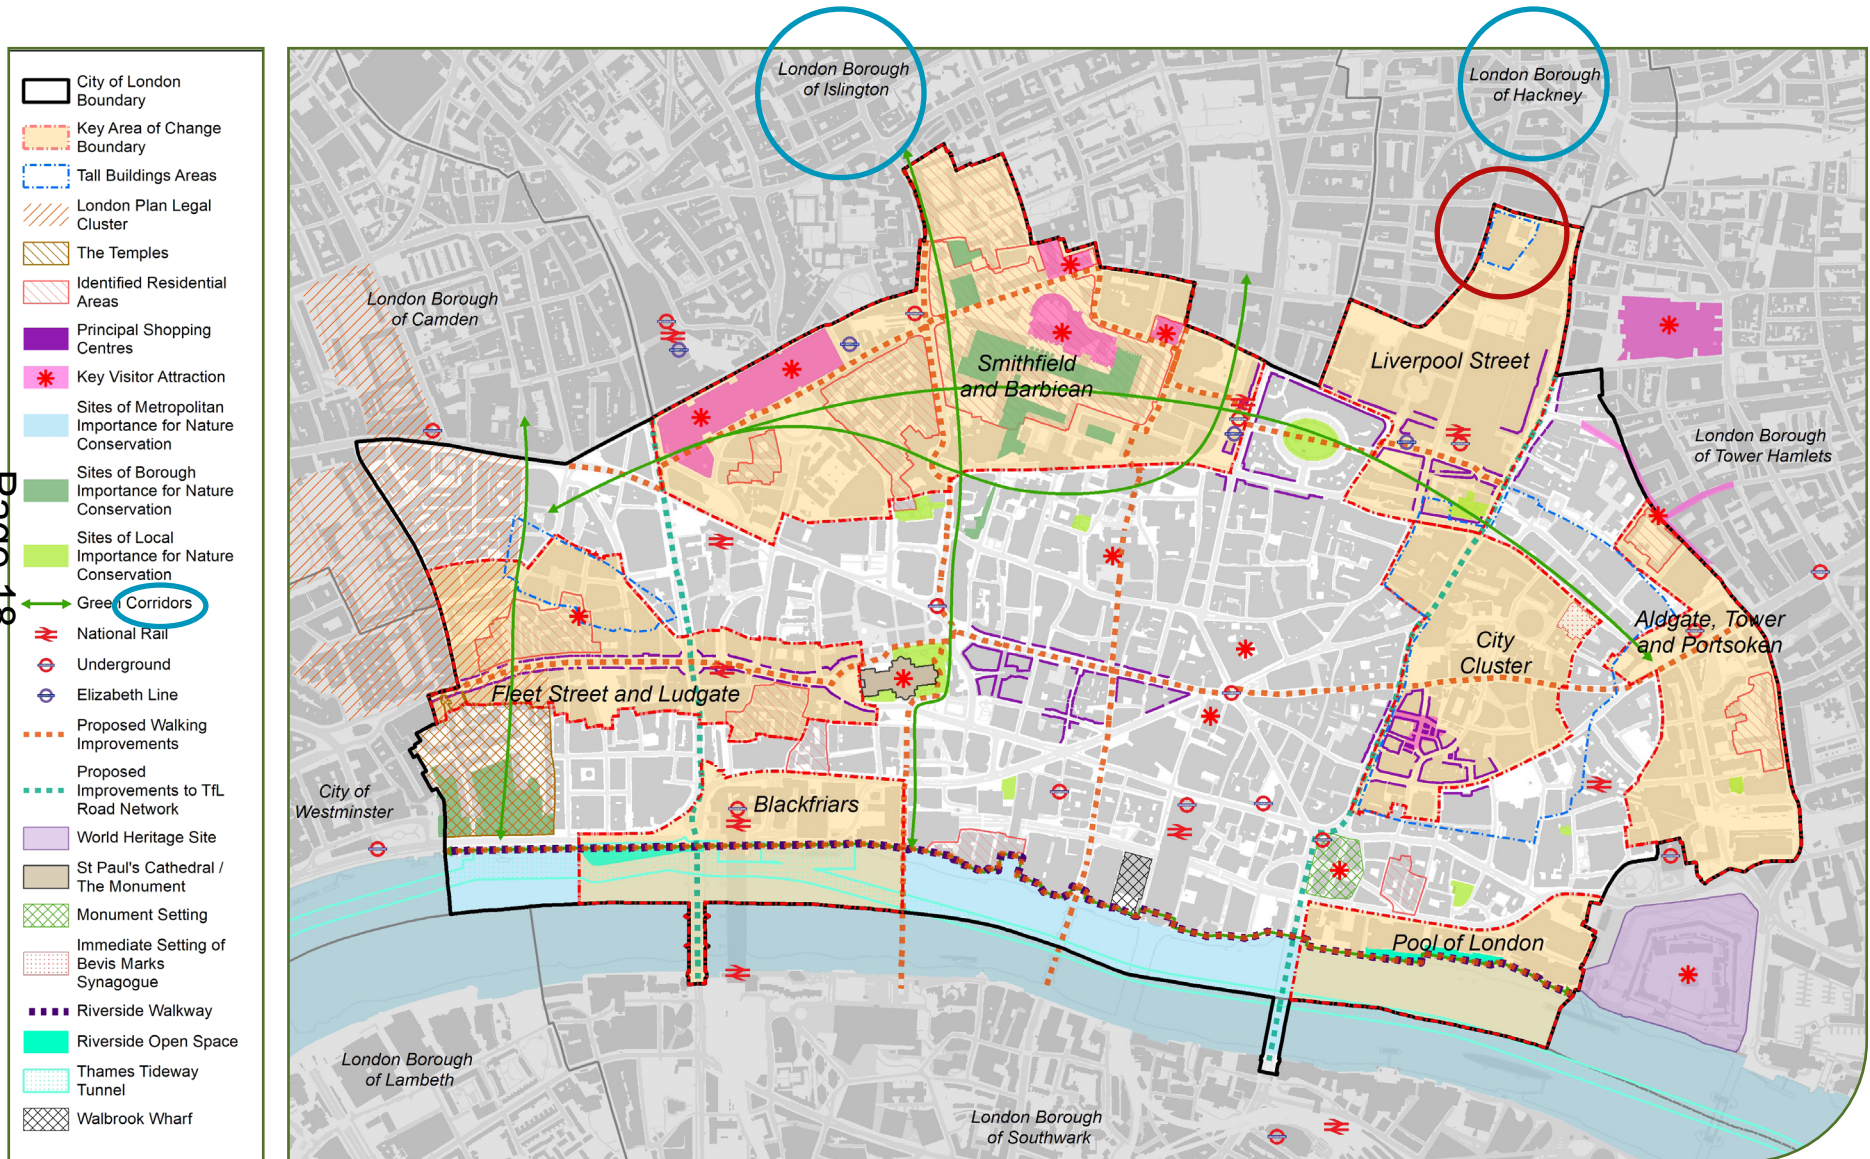 City of London
Boundary
Key Area of Change
Boundary
Tall Buildings Areas
London Plan Legal
Cluster
The Temples
Identified Residential
Areas
Principal Shopping
Centres
Key Visitor Attraction
Sites of Metropolitan
Importance for Nature
Conservation
Sites of Borough
Importance for Nature
Conservation
Sites of Local
Importance for Nature
Conservation
Green Corridors
National Rail
Underground
Elizabeth Line
Proposed Walking
Improvements
Proposed
Improvements to TfL
Road Network
World Heritage Site
St Paul's Cathedral /
The Monument
Monument Setting
Immediate Setting of
Bevis Marks
Synagogue
Riverside Walkway
Riverside Open Space
Thames Tideway
Tunnel
Walbrook Wharf
Page 18
London Borough
of Islington
London Borough
of Hackney
London Borough
of Camden
Smithfield
and Barbican
Liverpool Street
London Borough
of Tower Hamlets
Aldgate, Tower
and Portsoken
City
Cluster
Fleet Street and Ludgate
City of
Westminster
Blackfriars
Pool of London
London Borough
of Lambeth
London Borough
of Southwark